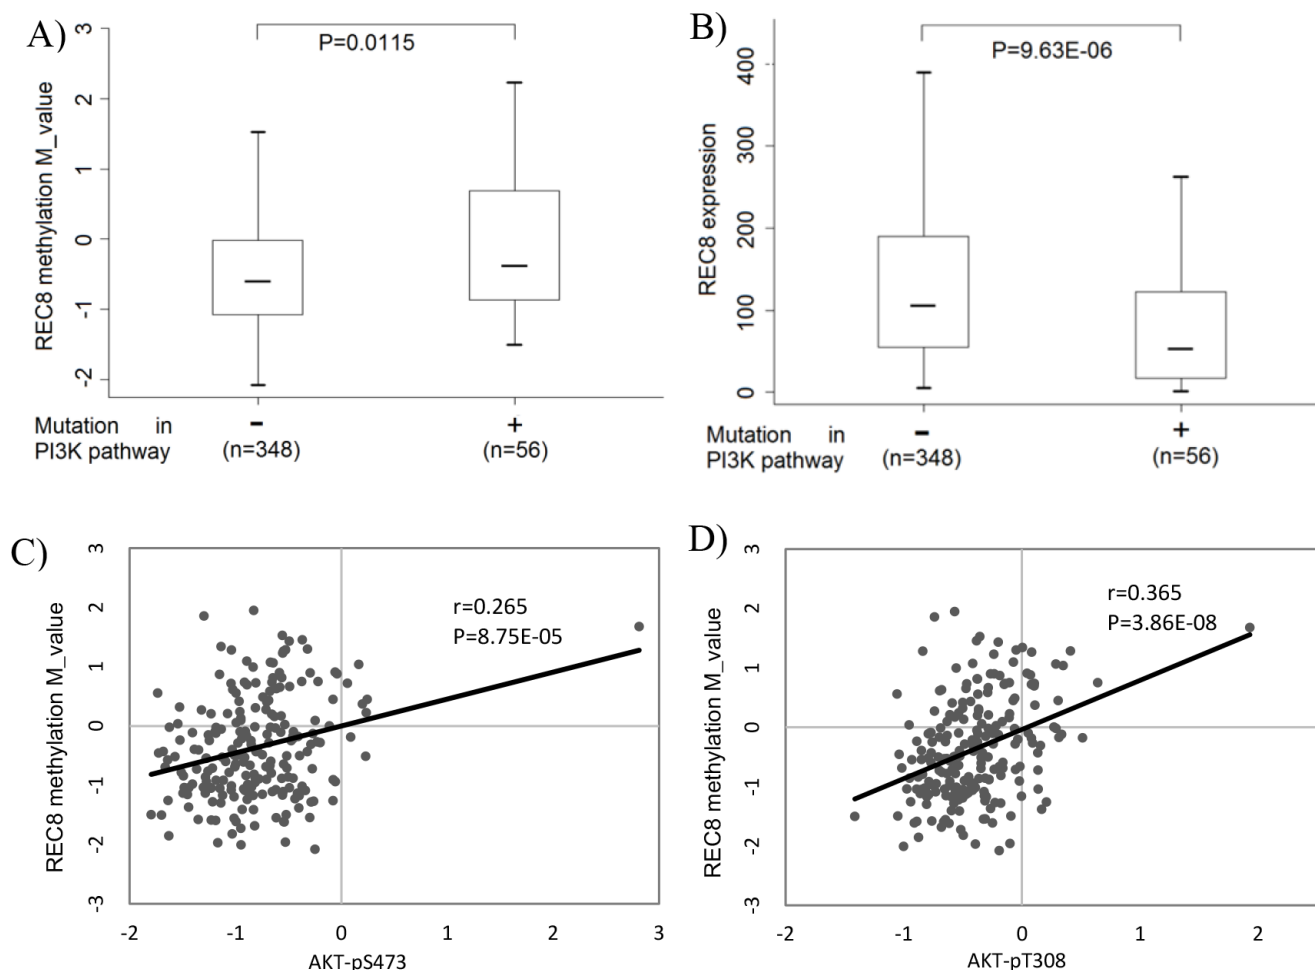 A)
P=0.0115
REC8 methylation M_value
3
2
1
0
-1
-2
Mutation in
PI3K pathway
-
(n=348)
+
(n=56)
B)
P=9.63E-06
REC8 expression
400
300
200
100
0
Mutation in
PI3K pathway
-
(n=348)
+
(n=56)
C)
r=0.265
P=8.75E-05
REC8 methylation M_value
3
2
1
0
-1
-2
-3
-2 -1 0 1 2 3
AKT-pS473
D)
r=0.365
P=3.86E-08
REC8 methylation M_value
3
2
1
0
-1
-2
-3
-2 -1 0 1 2
AKT-pT308